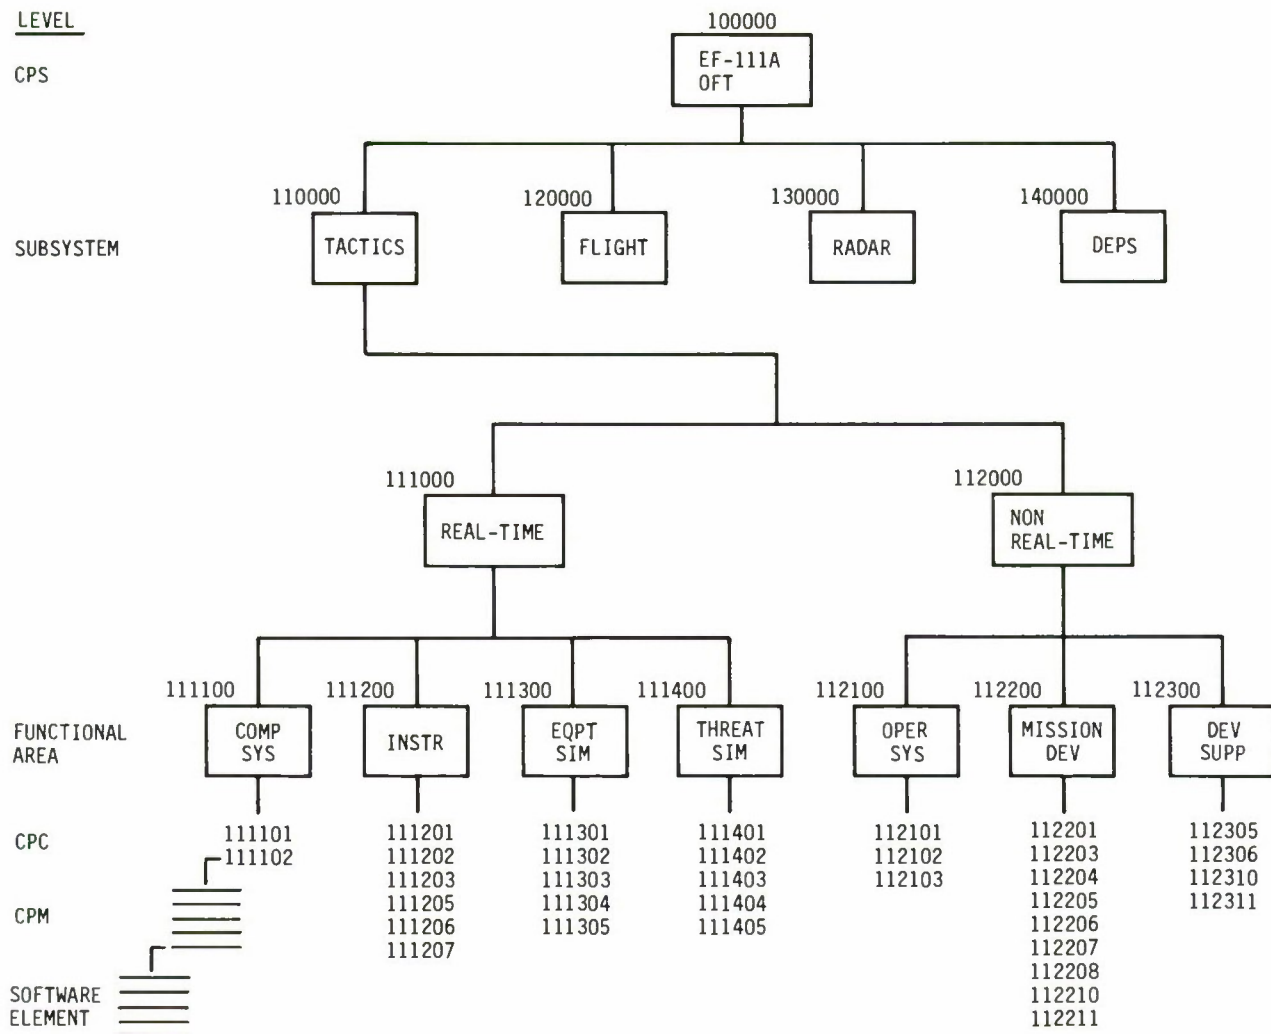 LEVEL
100000
CPS
EF-111A
OFT
110000
120000
130000
140000
SUBSYSTEM
TACTICS
FLIGHT
RADAR
DEPS
111000
112000
REAL-TIME
NON
REAL-TIME
111100
111200
111300
111400
112100
112200
112300
FUNCTIONAL
AREA
COMP
SYS
INSTR
EQPT
SIM
THREAT
SIM
OPER
SYS
MISSION
DEV
DEV
SUPP
CPC
111101
111102
111201
111202
111203
111205
111206
111207
111301
111302
111303
111304
111305
111401
111402
111403
111404
111405
112101
112102
112103
112201
112203
112204
112205
112206
112207
112208
112210
112211
112305
112306
112310
112311
CPM
SOFTWARE
ELEMENT